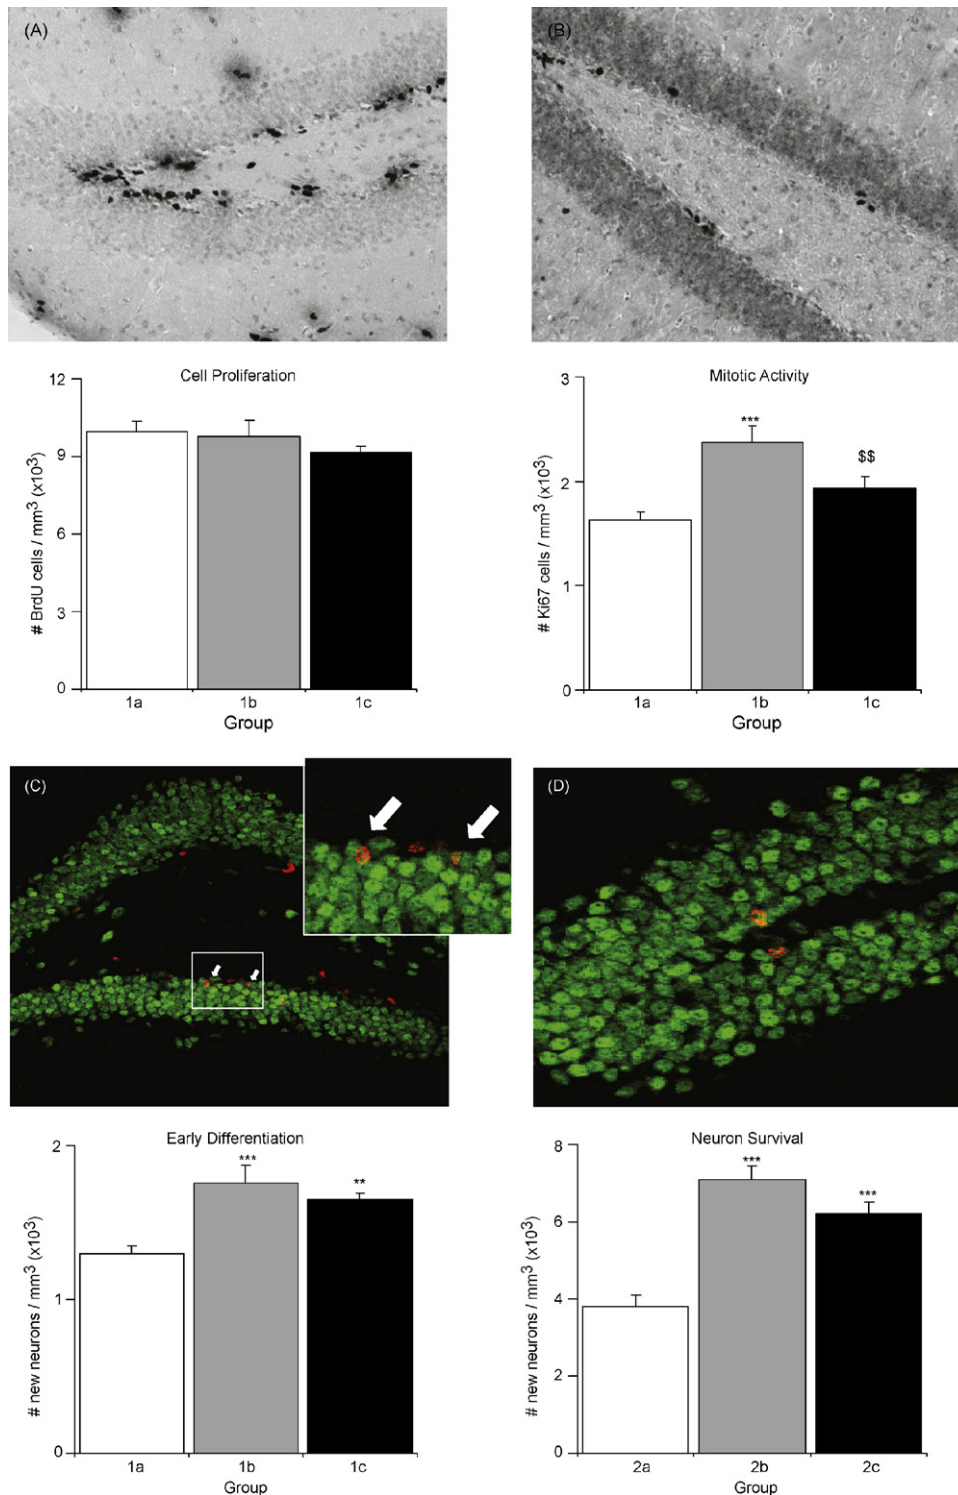 (A)
(B)
Cell Proliferation
# BrdU cells / mm³ (x10³)
12
9
6
3
0
1a
1b
1c
Group
Mitotic Activity
# Ki67 cells / mm³ (x10³)
3
2
1
0
***
$$
1a
1b
1c
Group
(C)
(D)
Early Differentiation
# new neurons / mm³ (x10³)
2
1
0
***
**
1a
1b
1c
Group
Neuron Survival
# new neurons / mm³ (x10³)
8
6
4
2
0
***
***
2a
2b
2c
Group